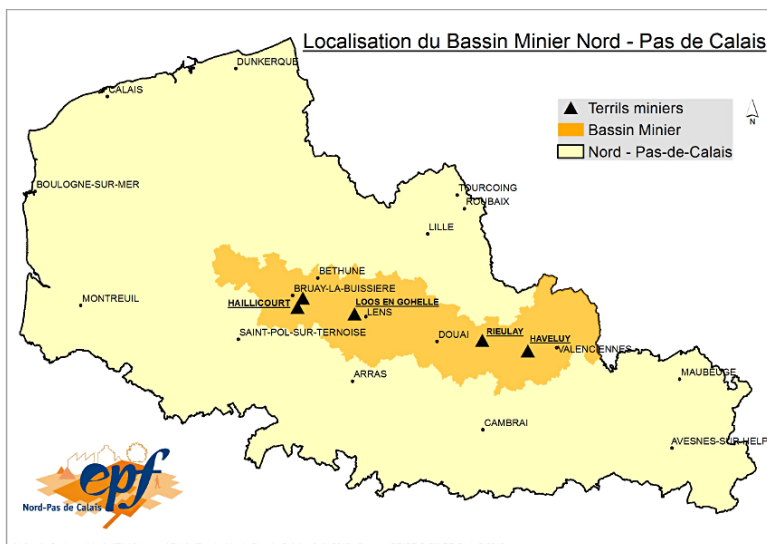 Localisation du Bassin Minier Nord - Pas de Calais
DUNKERQUE
CALAIS
Terrils miniers
Bassin Minier
Nord - Pas-de-Calais
N
BOULOGNE-SUR-MER
TOURCOING
ROUBAIX
LILLE
BETHUNE
BRUAY-LA-BUISSIERE
HAILLICOURT
LOOS EN GOHELLE
MONTREUIL
LENS
SAINT-POL-SUR-TERNOISE
DOUAI
RIEULAY
HAVELUY
VALENCIENNES
ARRAS
MAUBEUGE
CAMBRAI
AVESNES-SUR-HELP
epf
Nord-Pas de Calais